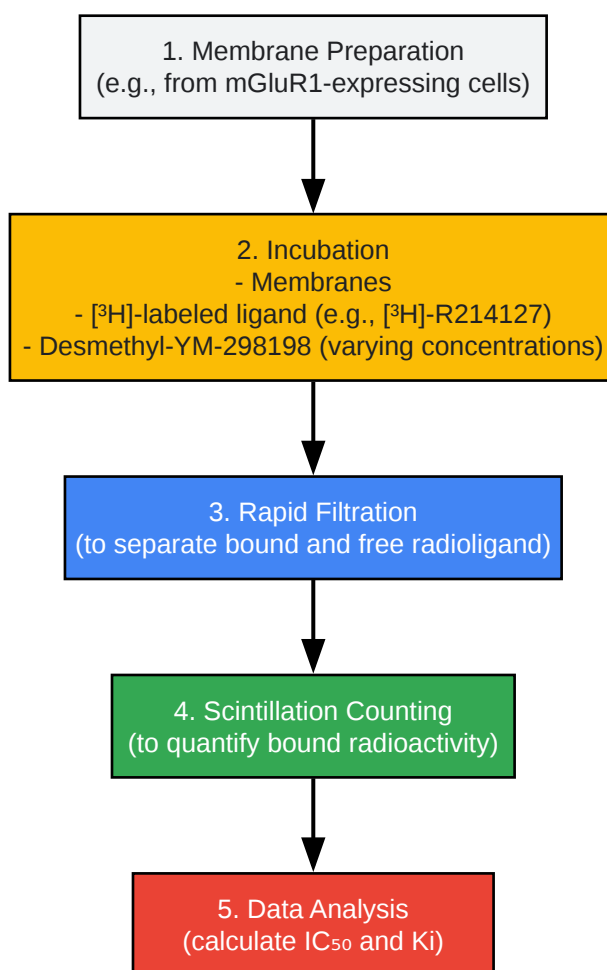 1. Membrane Preparation
(e.g., from mGluR1-expressing cells)
2. Incubation
- Membranes
- [³H]-labeled ligand (e.g., [³H]-R214127)
- Desmethyl-YM-298198 (varying concentrations)
3. Rapid Filtration
(to separate bound and free radioligand)
4. Scintillation Counting
(to quantify bound radioactivity)
5. Data Analysis
(calculate IC₅₀ and Ki)